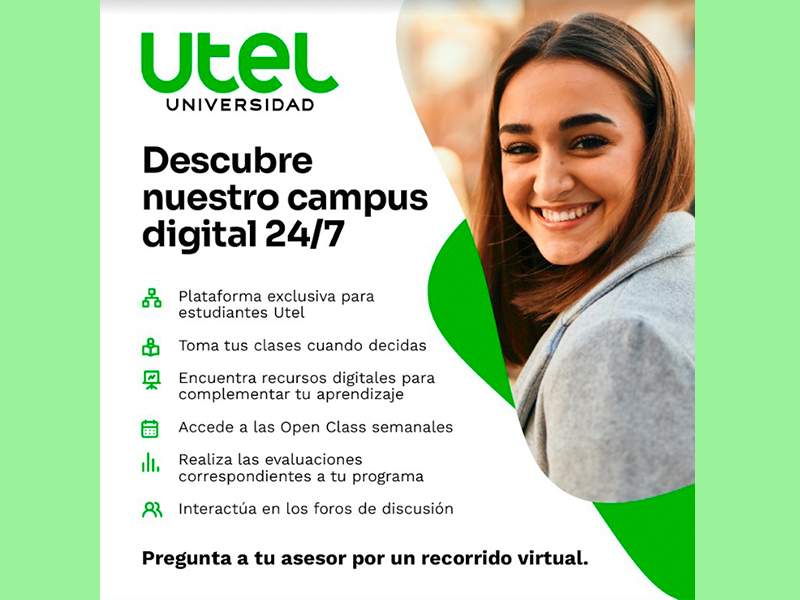 Utel
UNIVERSIDAD
Descubre
nuestro campus
digital 24/7
Plataforma exclusiva para
estudiantes Utel
Toma tus clases cuando decidas
Encuentra recursos digitales para
complementar tu aprendizaje
Accede a las Open Class semanales
Realiza las evaluaciones
correspondientes a tu programa
Interactúa en los foros de discusión
Pregunta a tu asesor por un recorrido virtual.